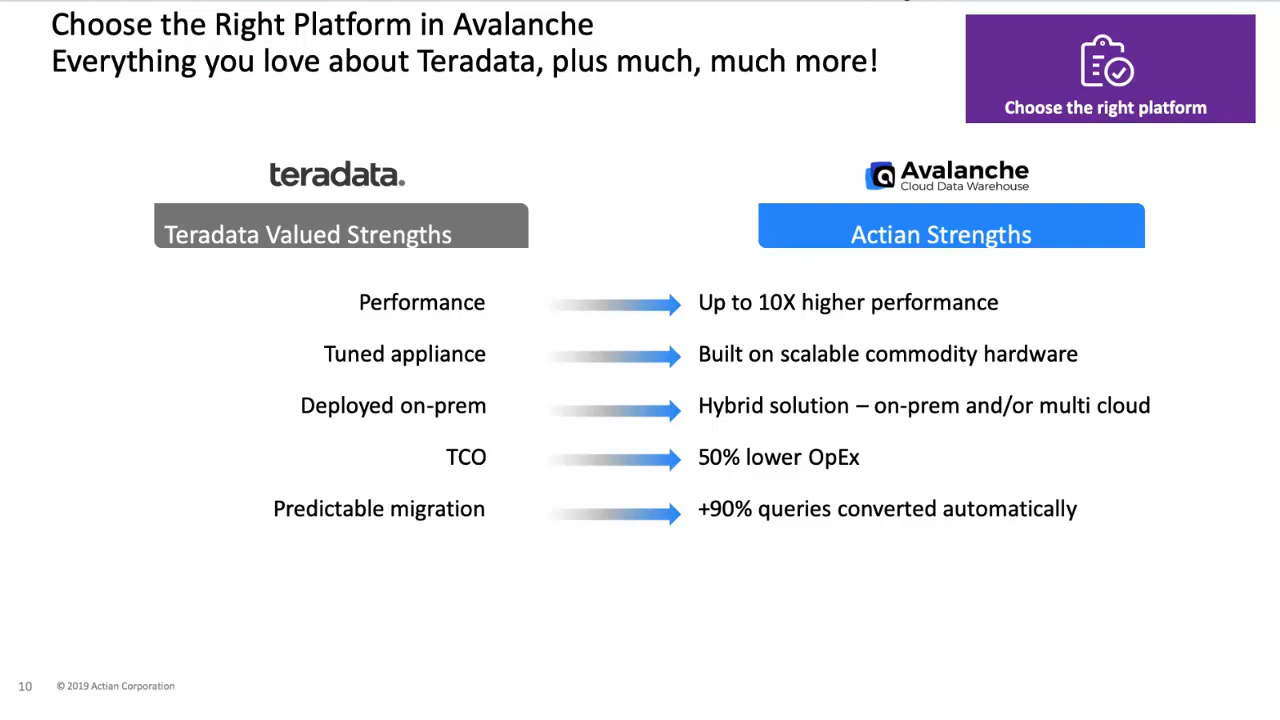 Choose the Right Platform in Avalanche
Everything you love about Teradata, plus much, much more!
Choose the right platform
teradata.
Avalanche
Cloud Data Warehouse
Teradata Valued Strengths
Actian Strengths
Performance
Up to 10X higher performance
Tuned appliance
Built on scalable commodity hardware
Deployed on-prem
Hybrid solution – on-prem and/or multi cloud
TCO
50% lower OpEx
Predictable migration
+90% queries converted automatically
10
© 2019 Actian Corporation